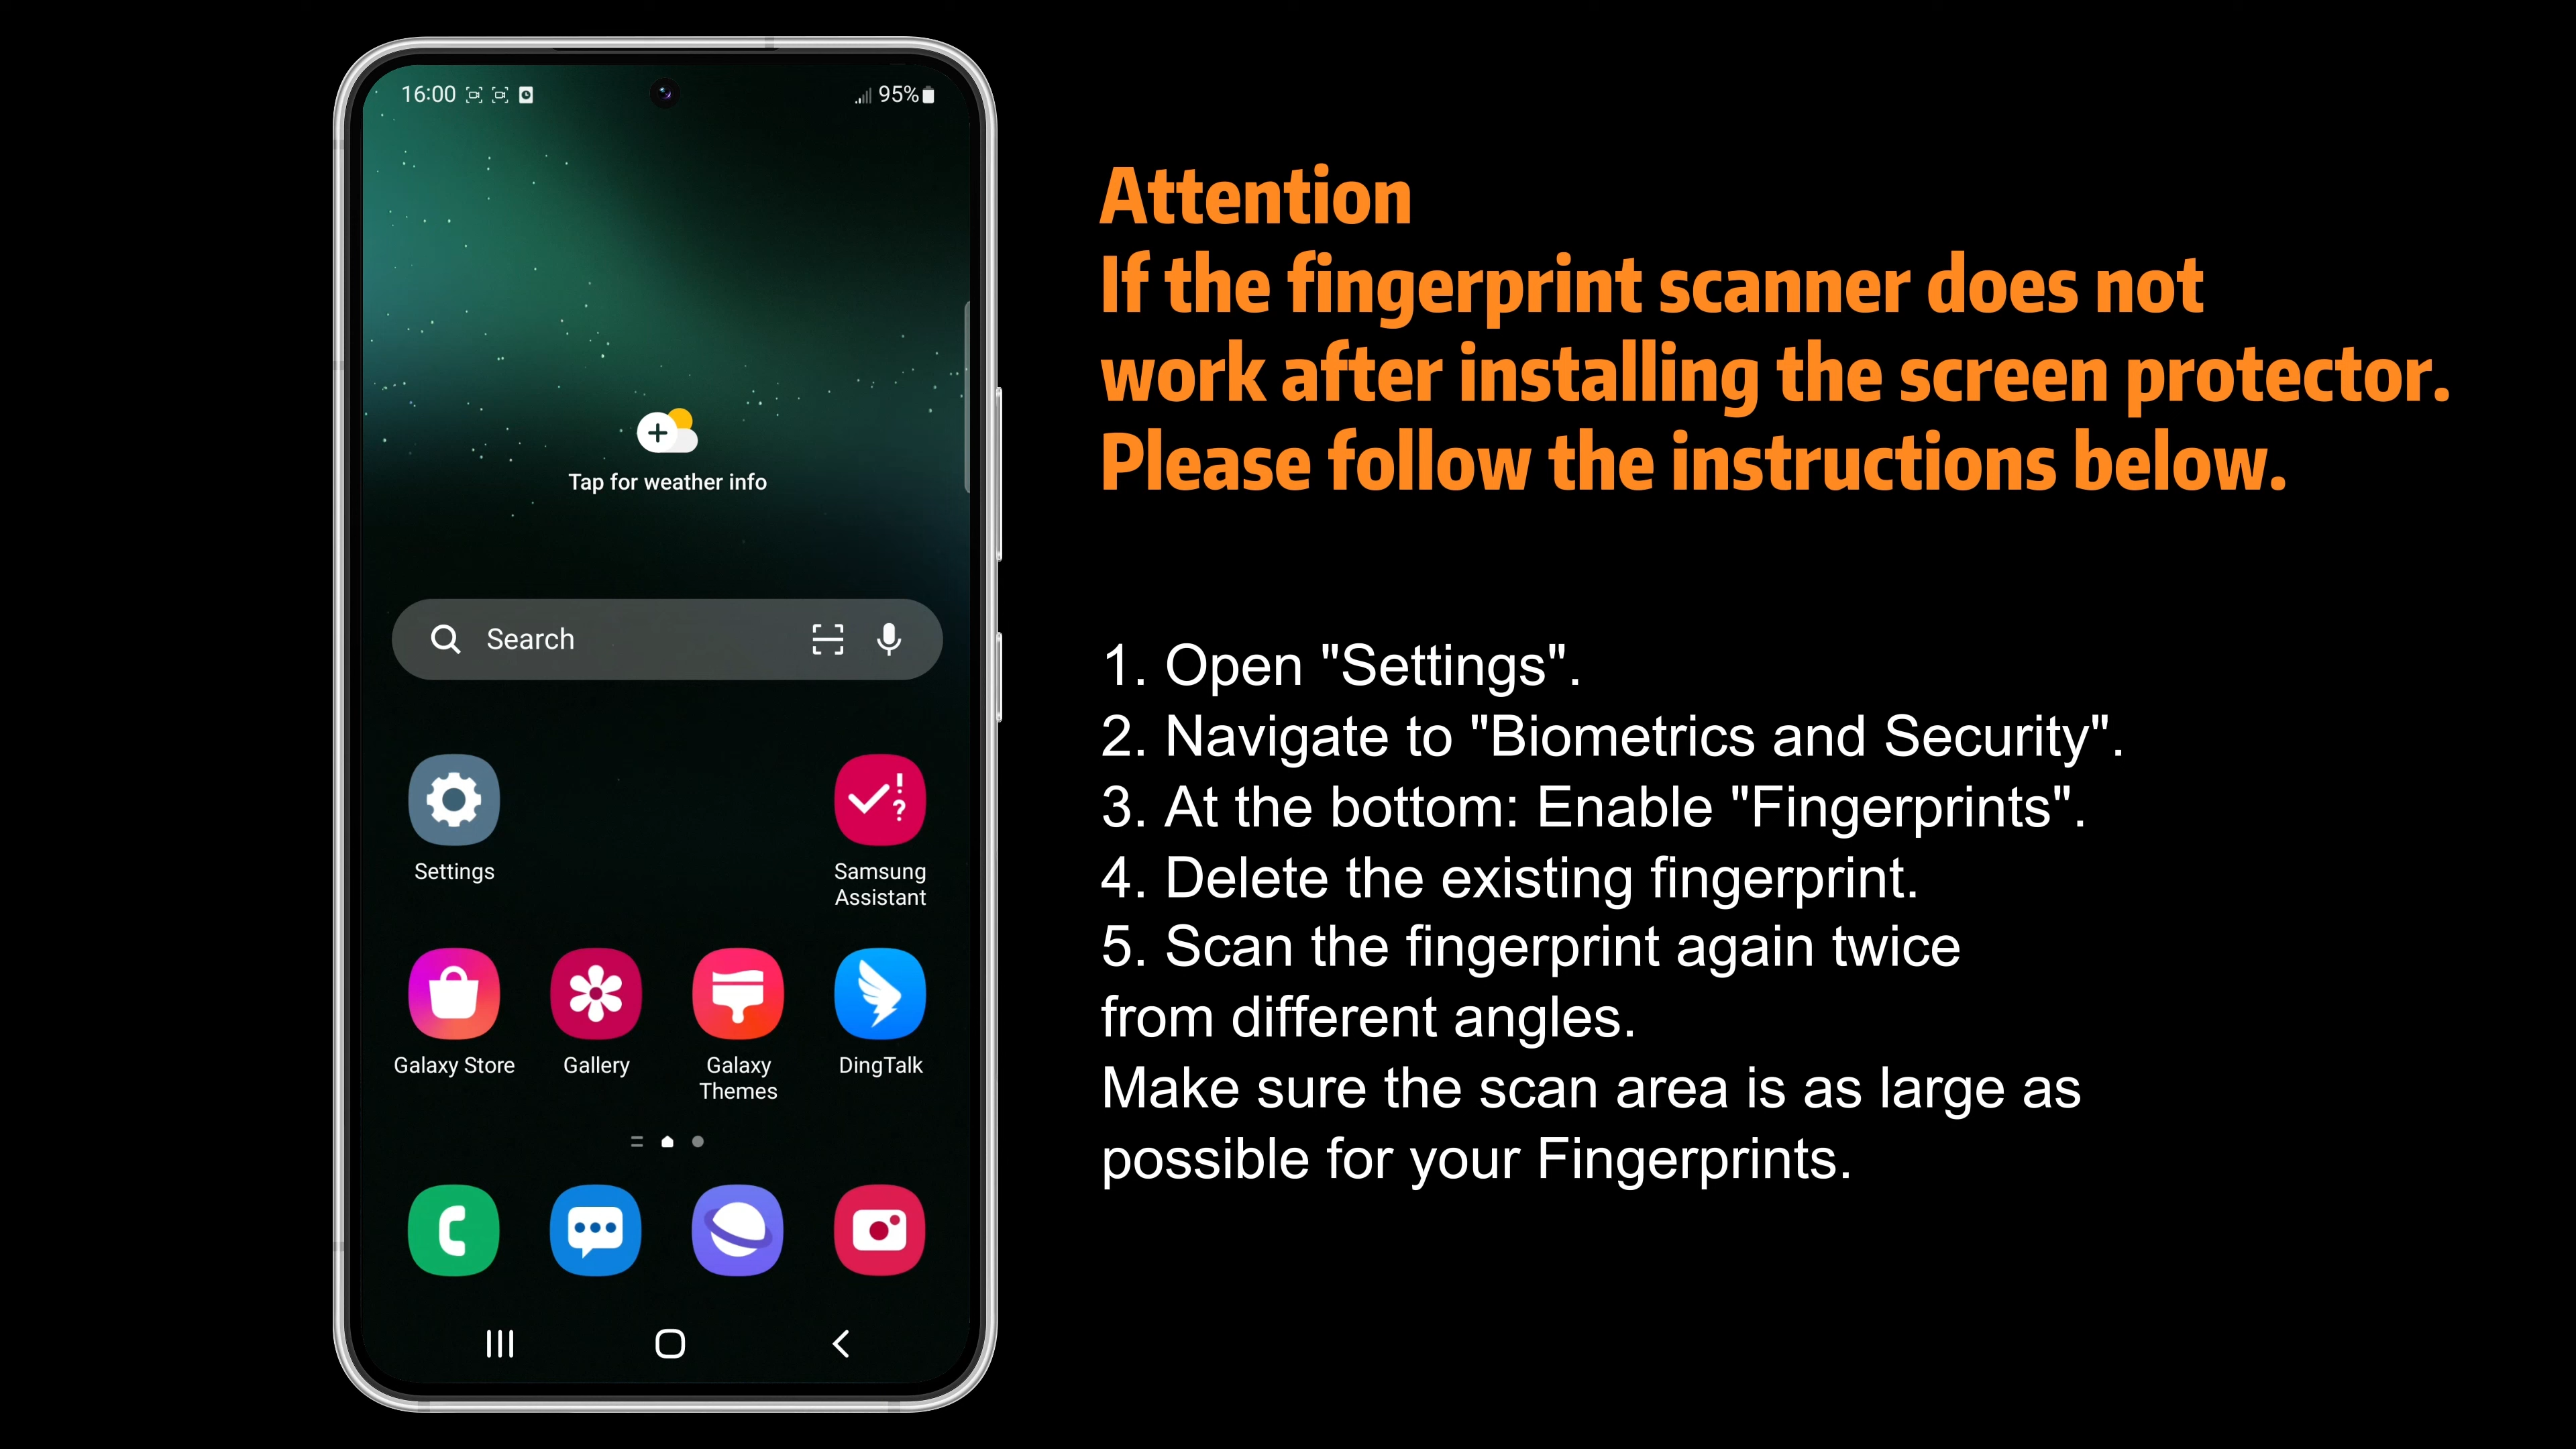 16:00
95%
Tap for weather info
Search
Settings
Samsung
Assistant
Galaxy Store
Gallery
Galaxy
Themes
DingTalk
Attention
If the fingerprint scanner does not
work after installing the screen protector.
Please follow the instructions below.
1. Open "Settings".
2. Navigate to "Biometrics and Security".
3. At the bottom: Enable "Fingerprints".
4. Delete the existing fingerprint.
5. Scan the fingerprint again twice
from different angles.
Make sure the scan area is as large as
possible for your Fingerprints.